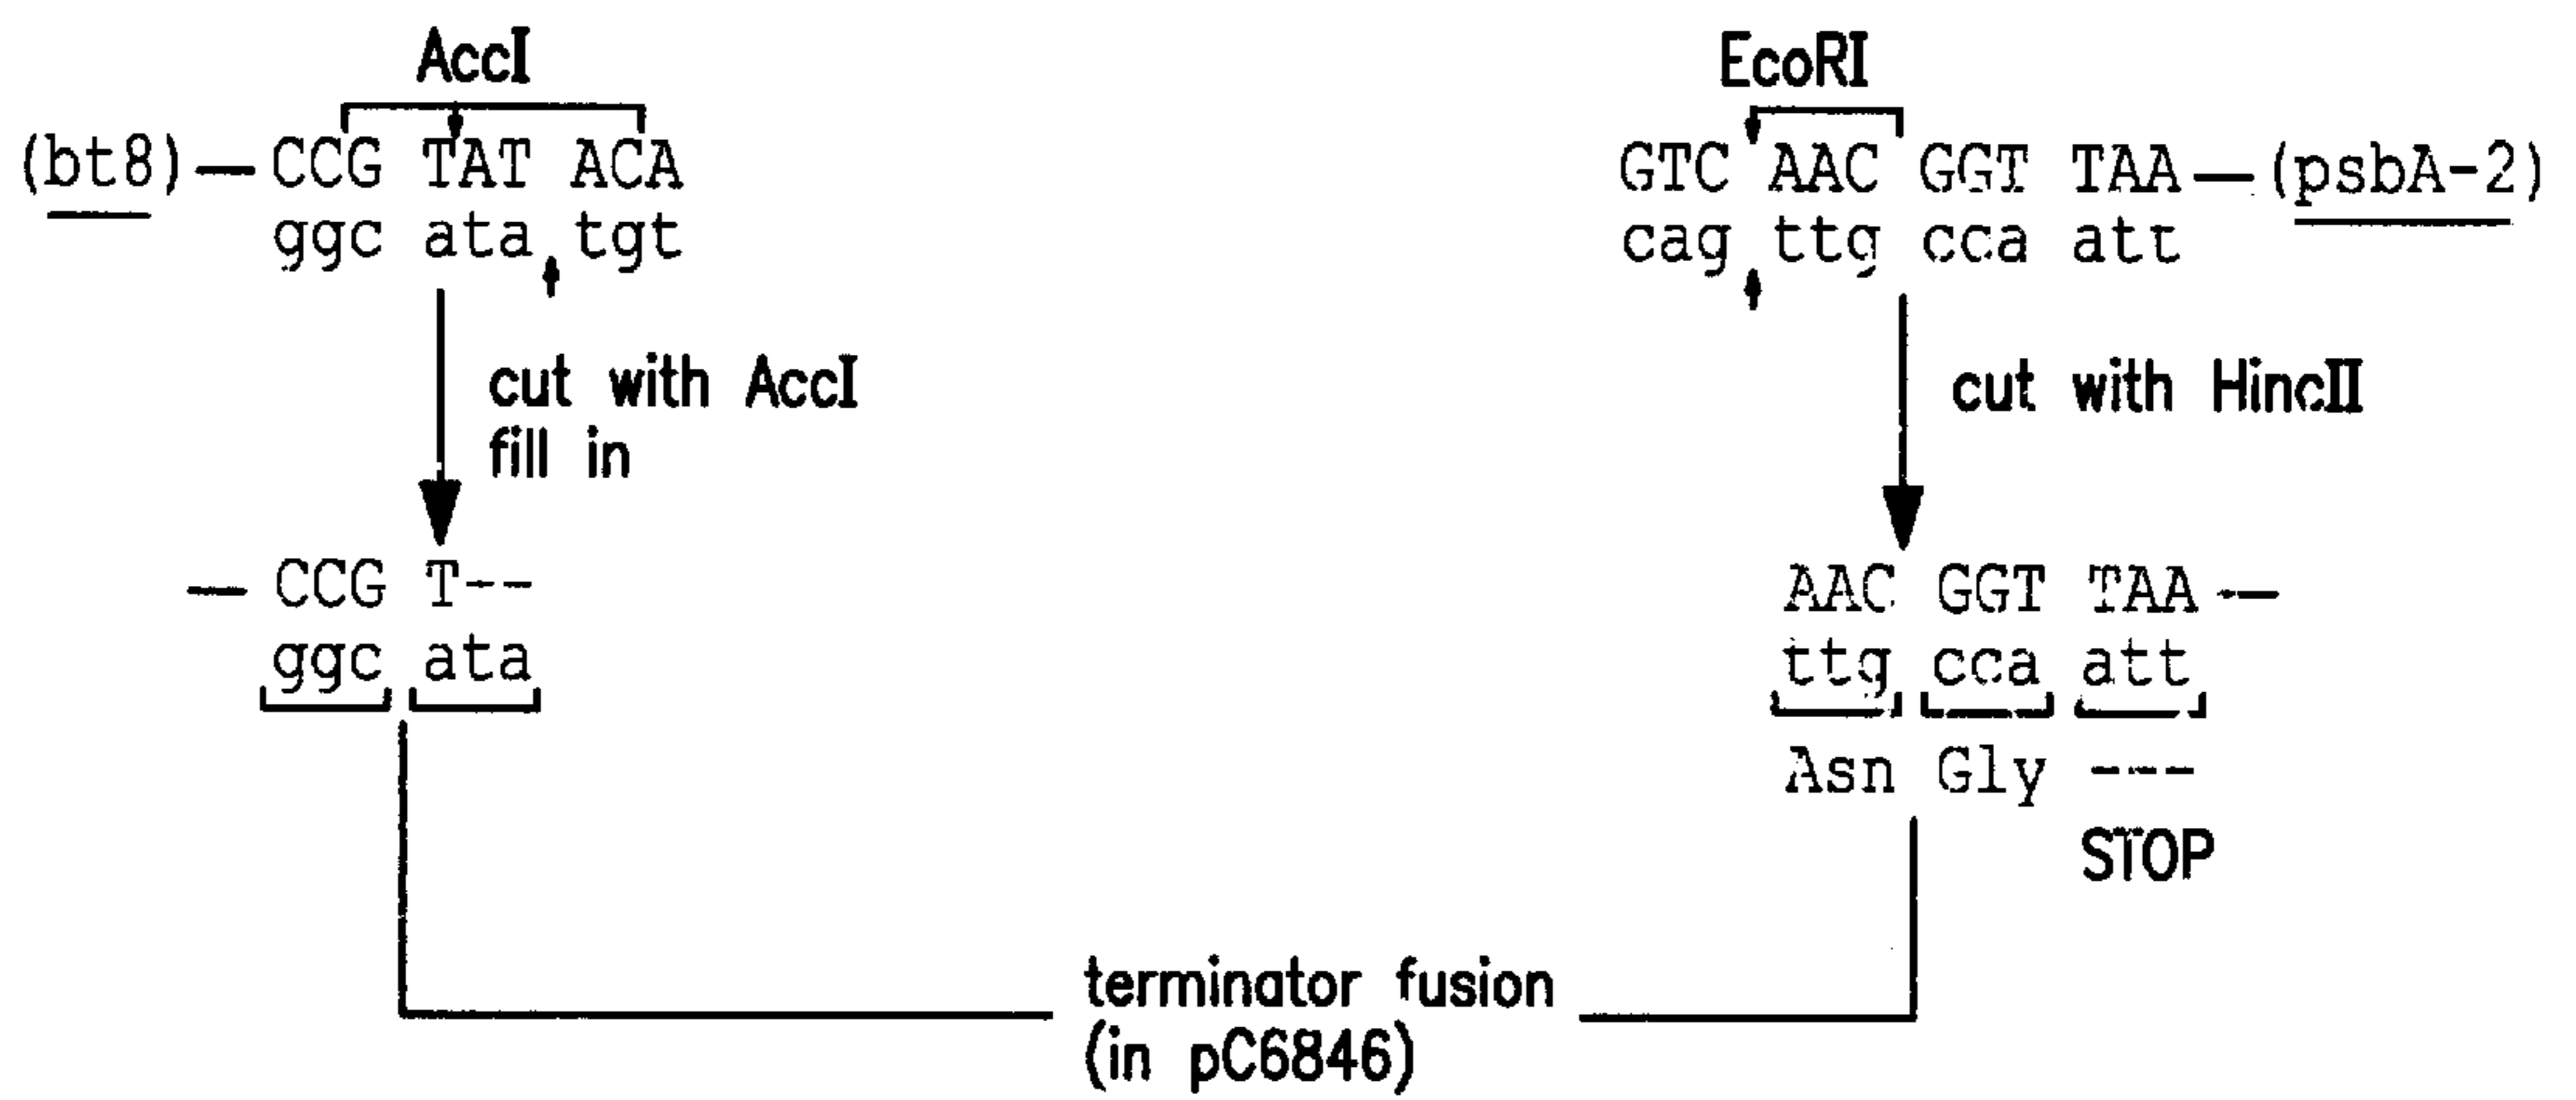 AccI
(bt8)—CCG TAT ACA
ggc ata tgt
cut with AccI
fill in
— CCG T--
ggc ata
EcoRI
GTC AAC GGT TAA—(psbA-2)
cag ttg cca att
cut with HincII
AAC GGT TAA —
ttg cca att
Asn Gly ---
STOP
terminator fusion
(in pC6846)